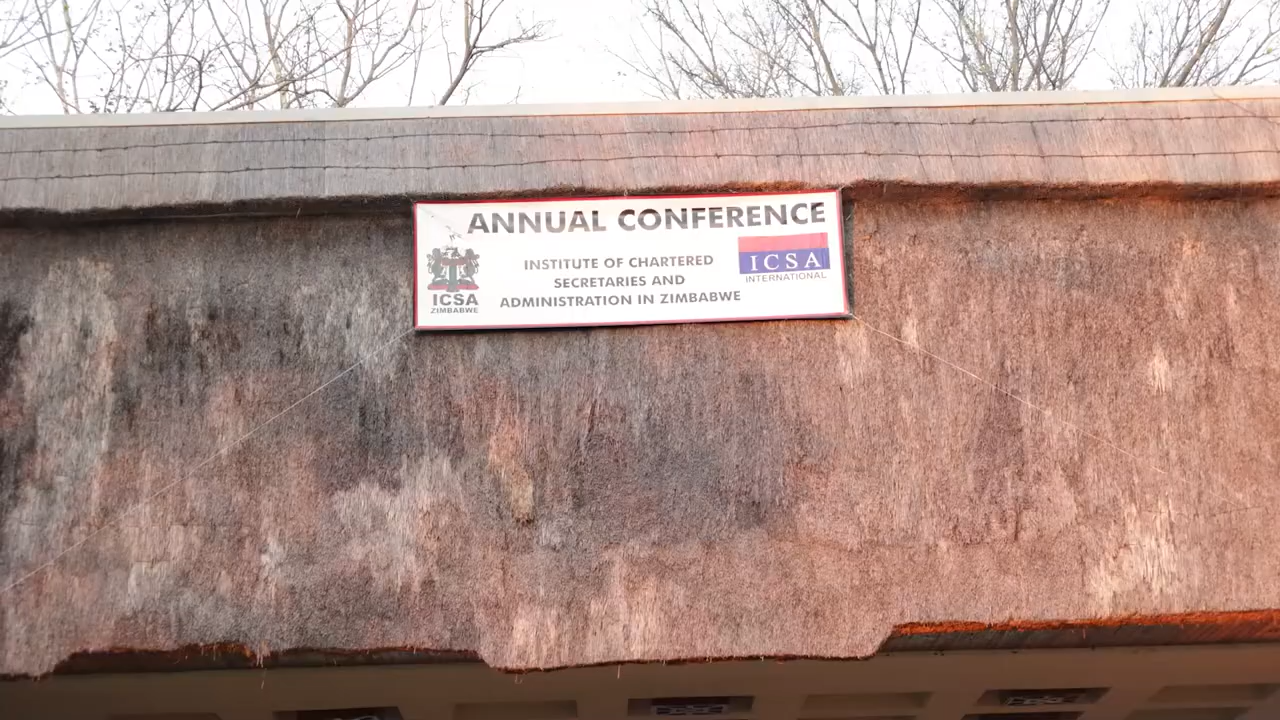 ANNUAL CONFERENCE
INSTITUTE OF CHARTERED
SECRETARIES AND
ADMINISTRATION IN ZIMBABWE
ICSA
ZIMBABWE
ICSA
INTERNATIONAL